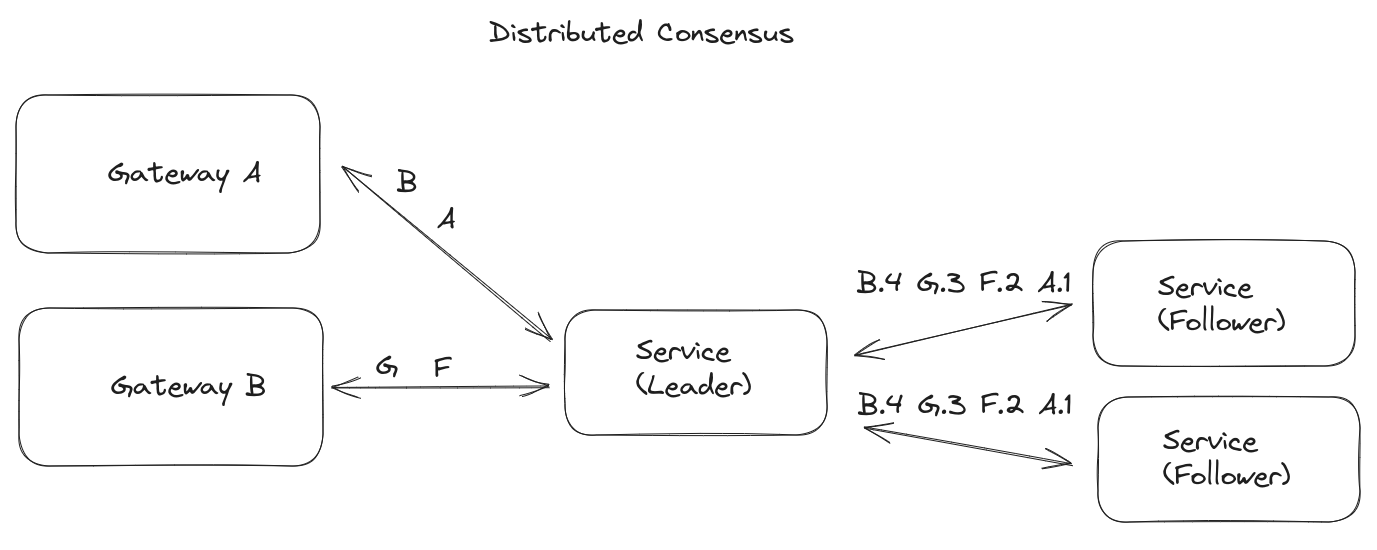 Distributed Consensus
Gateway A
B
A
Gateway B
G F
Service
(Leader)
B.4 G.3 F.2 A.1
Service
(Follower)
B.4 G.3 F.2 A.1
Service
(Follower)